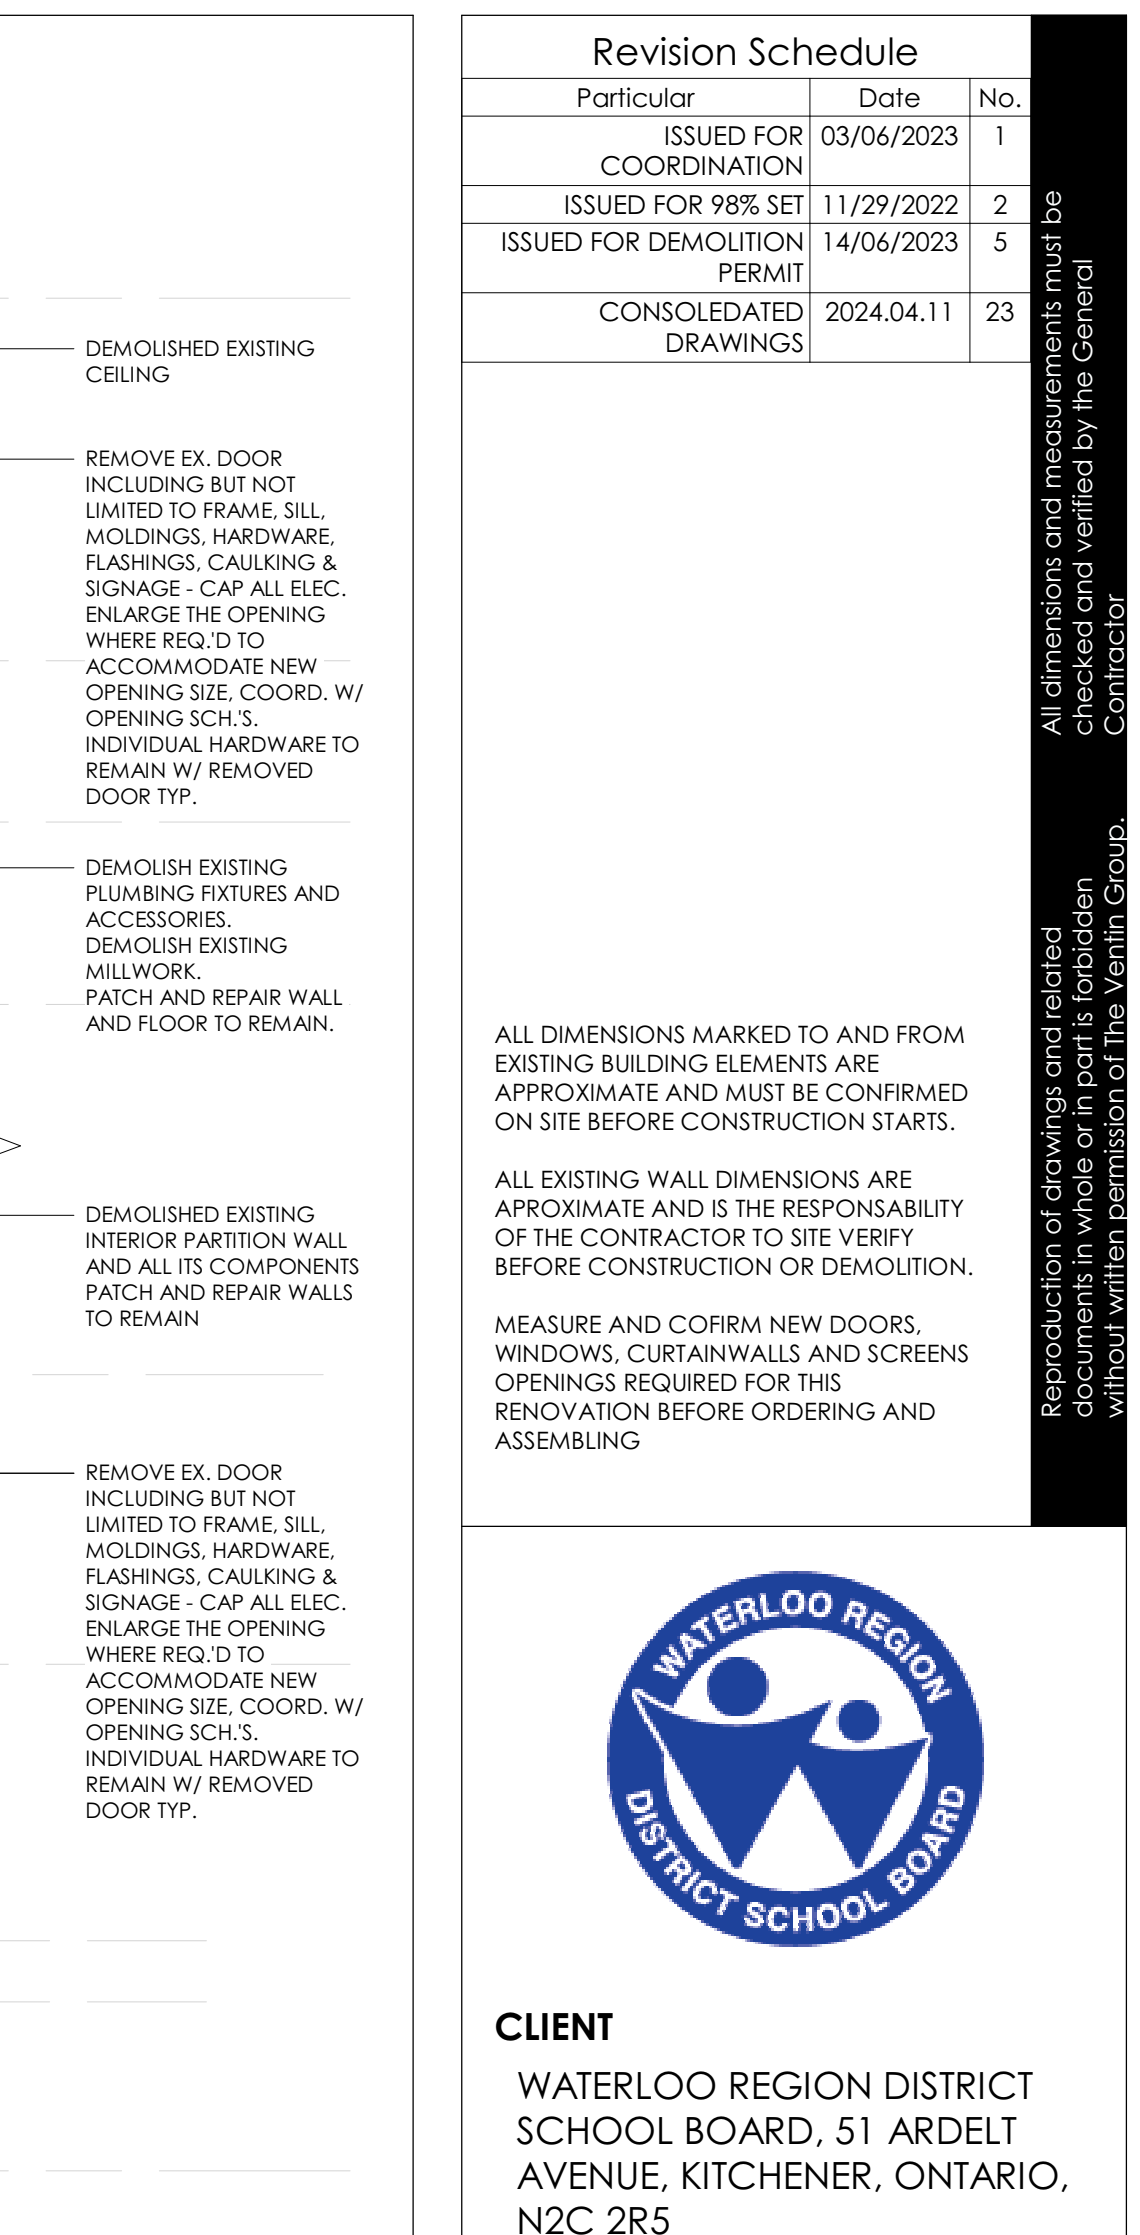 DEMOLISHED EXISTING
CEILING
REMOVE EX. DOOR
INCLUDING BUT NOT
LIMITED TO FRAME, SILL,
MOLDINGS, HARDWARE,
FLASHINGS, CAULKING &
SIGNAGE - CAP ALL ELEC.
ENLARGE THE OPENING
WHERE REQ.'D TO
ACCOMMODATE NEW
OPENING SIZE, COORD. W/
OPENING SCH.'S.
INDIVIDUAL HARDWARE TO
REMAIN W/ REMOVED
DOOR TYP.
DEMOLISH EXISTING
PLUMBING FIXTURES AND
ACCESSORIES.
DEMOLISH EXISTING
MILLWORK.
PATCH AND REPAIR WALL
AND FLOOR TO REMAIN.
DEMOLISHED EXISTING
INTERIOR PARTITION WALL
AND ALL ITS COMPONENTS
PATCH AND REPAIR WALLS
TO REMAIN
REMOVE EX. DOOR
INCLUDING BUT NOT
LIMITED TO FRAME, SILL,
MOLDINGS, HARDWARE,
FLASHINGS, CAULKING &
SIGNAGE - CAP ALL ELEC.
ENLARGE THE OPENING
WHERE REQ.'D TO
ACCOMMODATE NEW
OPENING SIZE, COORD. W/
OPENING SCH.'S.
INDIVIDUAL HARDWARE TO
REMAIN W/ REMOVED
DOOR TYP.
Revision Schedule
Particular Date No.
ISSUED FOR 03/06/2023 1
COORDINATION
ISSUED FOR 98% SET 11/29/2022 2
ISSUED FOR DEMOLITION 14/06/2023 5
PERMIT
CONSOLEDATED 2024.04.11 23
DRAWINGS
ALL DIMENSIONS MARKED TO AND FROM
EXISTING BUILDING ELEMENTS ARE
APPROXIMATE AND MUST BE CONFIRMED
ON SITE BEFORE CONSTRUCTION STARTS.
ALL EXISTING WALL DIMENSIONS ARE
APROXIMATE AND IS THE RESPONSABILITY
OF THE CONTRACTOR TO SITE VERIFY
BEFORE CONSTRUCTION OR DEMOLITION.
MEASURE AND COFIRM NEW DOORS,
WINDOWS, CURTAINWALLS AND SCREENS
OPENINGS REQUIRED FOR THIS
RENOVATION BEFORE ORDERING AND
ASSEMBLING
All dimensions and measurements must be
checked and verified by the General
Contractor
Reproduction of drawings and related
documents in whole or in part is forbidden
without written permission of The Ventin Group.
WATERLOO REGION
DISTRICT SCHOOL BOARD
CLIENT
WATERLOO REGION DISTRICT
SCHOOL BOARD, 51 ARDELT
AVENUE, KITCHENER, ONTARIO,
N2C 2R5